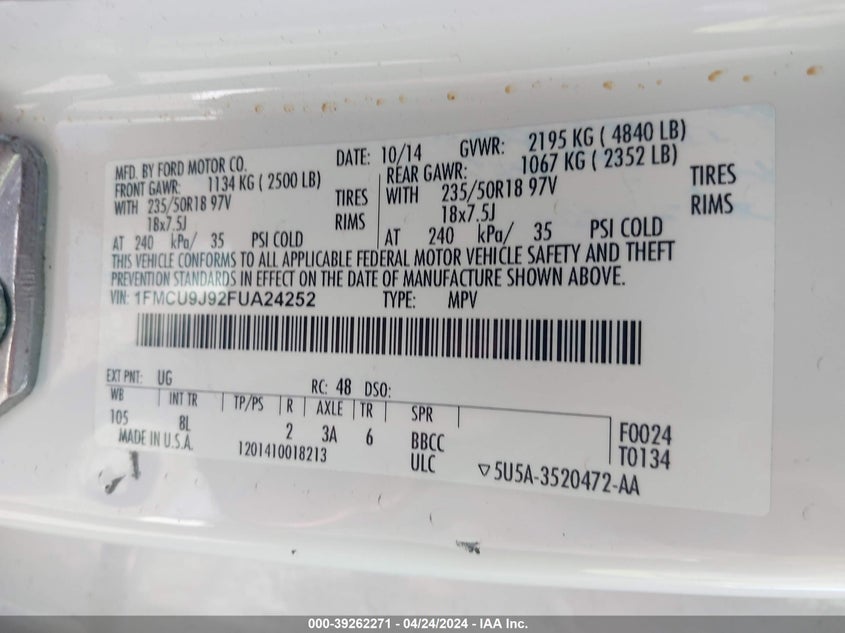 MFD. BY FORD MOTOR CO. DATE: 10/14 GVWR: 2195 KG ( 4840 LB)
FRONT GAWR: 1134 KG ( 2500 LB) REAR GAWR: 1067 KG ( 2352 LB)
WITH 235/50R18 97V TIRES WITH 235/50R18 97V TIRES
18x7.5J RIMS 18x7.5J RIMS
AT 240 kPa/ 35 PSI COLD AT 240 kPa/ 35 PSI COLD
THIS VEHICLE CONFORMS TO ALL APPLICABLE FEDERAL MOTOR VEHICLE SAFETY AND THEFT
PREVENTION STANDARDS IN EFFECT ON THE DATE OF MANUFACTURE SHOWN ABOVE.
VIN: 1FMCU9J92FUA24252 TYPE: MPV
EXT PNT: UG RC: 48 DSO:
WB INT TR TP/PS R AXLE TR SPR
105 8L 2 3A 6 BBCC F0024
MADE IN U.S.A. 1201410018213 ULC T0134
▽5U5A-3520472-AA
000-39262271 - 04/24/2024 - IAA Inc.